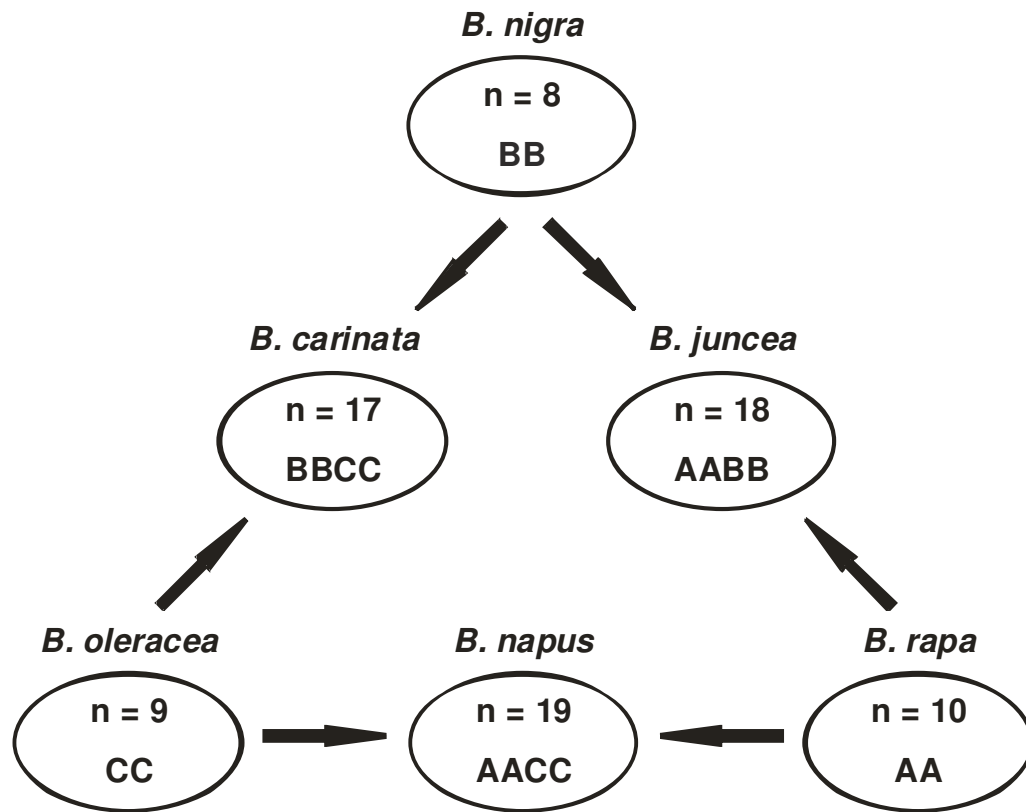 B. nigra
n = 8
BB
B. carinata
n = 17
BBCC
B. juncea
n = 18
AABB
B. oleracea
n = 9
CC
B. napus
n = 19
AACC
B. rapa
n = 10
AA